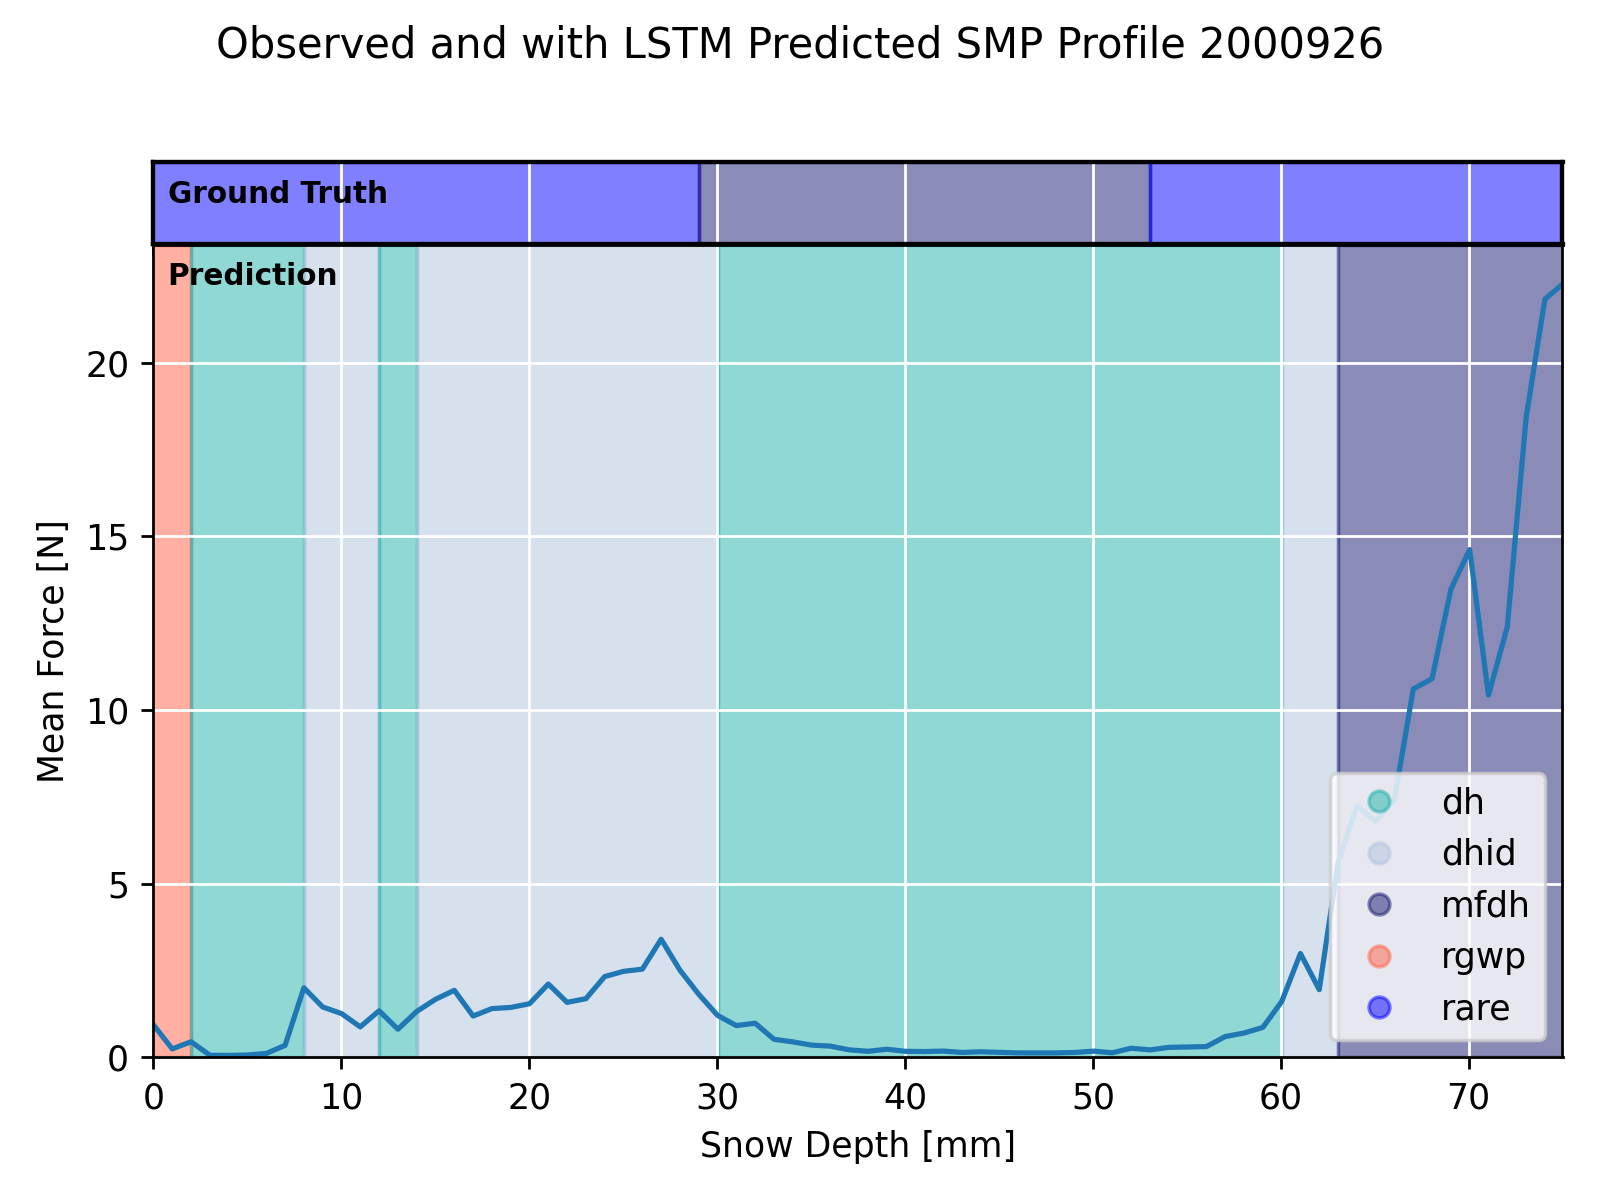 Observed and with LSTM Predicted SMP Profile 2000926
Ground Truth
Prediction
20
15
10
5
0
Mean Force [N]
dh
dhid
mfdh
rgwp
rare
0 10 20 30 40 50 60 70
Snow Depth [mm]